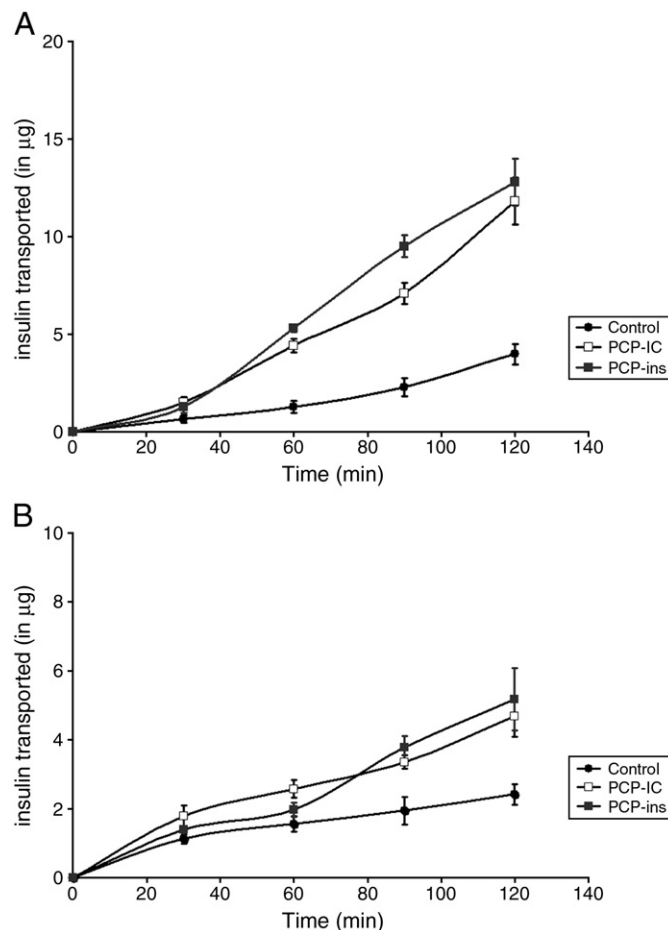 A
20
15
10
5
0
insulin transported (in μg)
0 20 40 60 80 100 120 140
Time (min)
Control
PCP-IC
PCP-ins
B
10
8
6
4
2
0
insulin transported (in μg)
0 20 40 60 80 100 120 140
Time (min)
Control
PCP-IC
PCP-ins